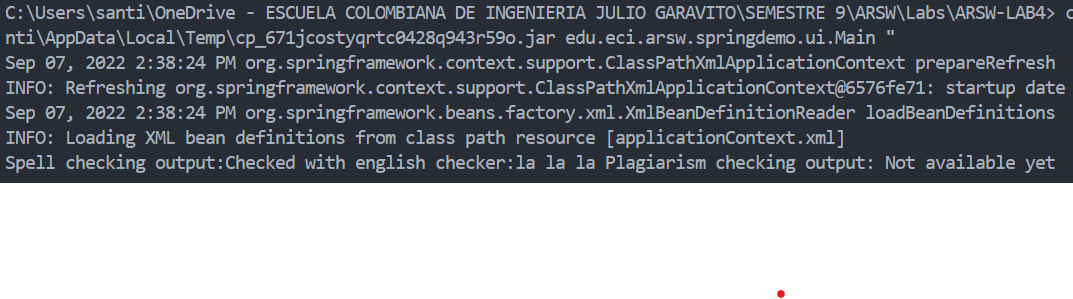 C:\Users\santi\OneDrive - ESCUELA COLOMBIANA DE INGENIERIA JULIO GARAVITO\SEMESTRE 9\ARSW\Labs\ARSW-LAB4>
nti\AppData\Local\Temp\cp_671jcostyqrtc0428q943r59o.jar edu.eci.arsw.springdemo.ui.Main "
Sep 07, 2022 2:38:24 PM org.springframework.context.support.ClassPathXmlApplicationContext prepareRefresh
INFO: Refreshing org.springframework.context.support.ClassPathXmlApplicationContext@6576fe71: startup date
Sep 07, 2022 2:38:24 PM org.springframework.beans.factory.xml.XmlBeanDefinitionReader loadBeanDefinitions
INFO: Loading XML bean definitions from class path resource [applicationContext.xml]
Spell checking output:Checked with english checker:la la la Plagiarism checking output: Not available yet